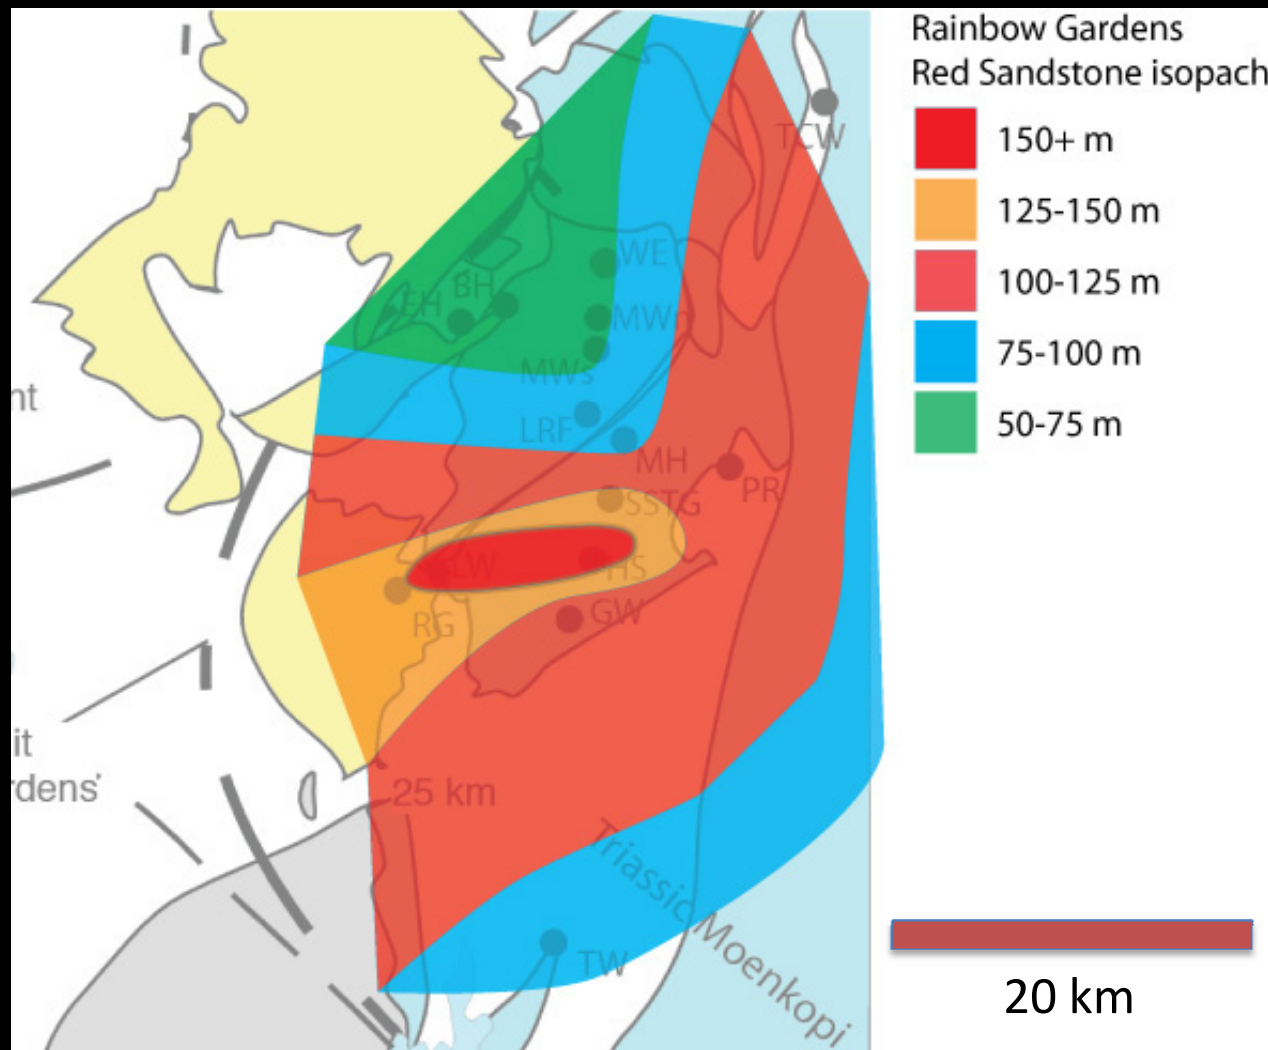 Rainbow Gardens
Red Sandstone isopach
150+ m
125-150 m
100-125 m
75-100 m
50-75 m
TCW
WE
BH
EH
MWn
MWs
LRF
MH
PR
SSTG
LW
HS
RG
GW
nt
it
rdens'
25 km
Triassic Moenkopi
TW
20 km